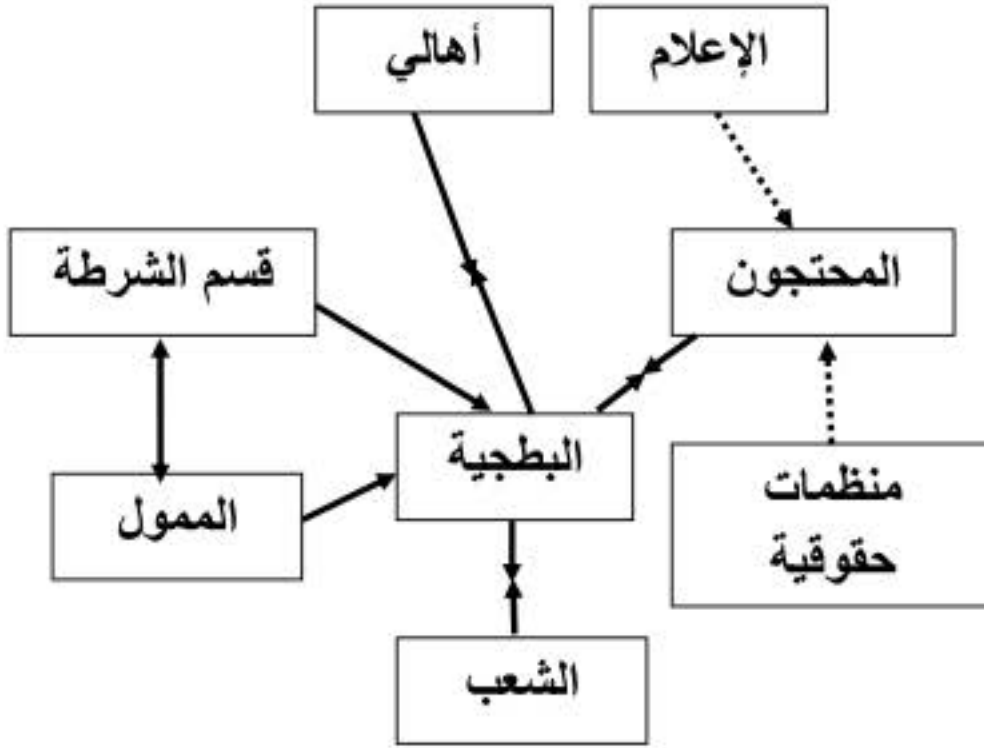 الإعلام
أهالي
المحتجون
قسم الشرطة
البطجية
منظمات
حقوقية
الممول
الشعب